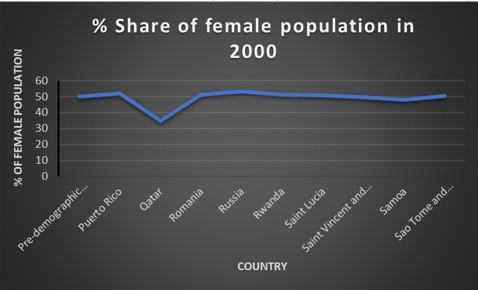 % Share of female population in
2000
% OF FEMALE POPULATION
60
50
40
30
20
10
0
Pre-demographic...
Puerto Rico
Qatar
Romania
Russia
Rwanda
Saint Lucia
Saint Vincent and...
Samoa
Sao Tome and...
COUNTRY